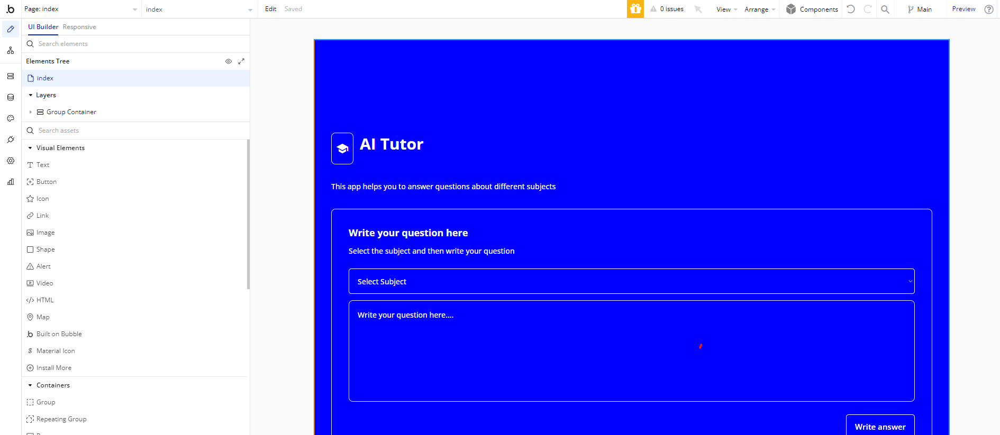 Page: index
index
Edit
Saved
0 issues
View
Arrange
Components
Main
Preview
UI Builder
Responsive
Search elements
Elements Tree
index
Layers
Group Container
Search assets
Visual Elements
Text
Button
Icon
Link
Image
Shape
Alert
Video
HTML
Map
Built on Bubble
Material Icon
Install More
Containers
Group
Repeating Group
AI Tutor
This app helps you to answer questions about different subjects
Write your question here
Select the subject and then write your question
Select Subject
Write your question here....
Write answer